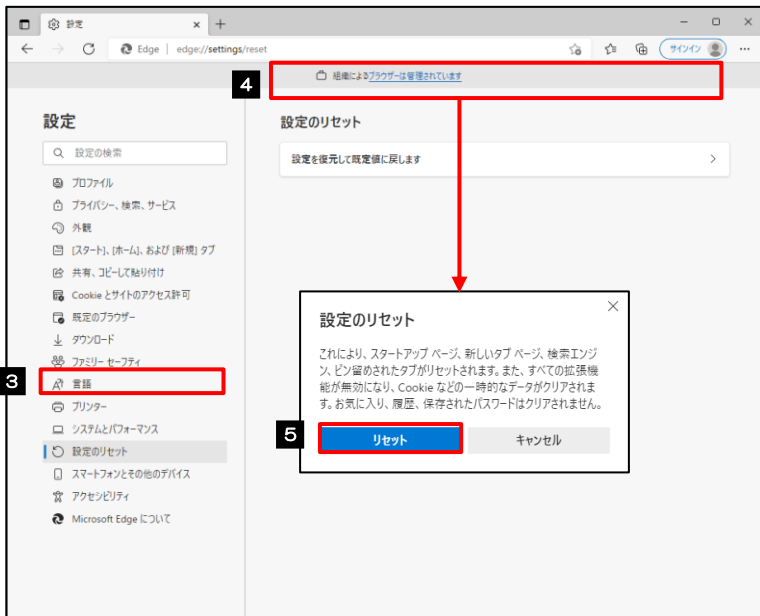 設定
Edge | edge://settings/reset
サインイン
4
組織によるブラウザーは管理されています
設定
設定の検索
プロファイル
プライバシー、検索、サービス
外観
[スタート]、[ホーム]、および [新規] タブ
共有、コピーして貼り付け
Cookie とサイトのアクセス許可
既定のブラウザー
ダウンロード
ファミリー セーフティ
3
言語
プリンター
システムとパフォーマンス
設定のリセット
スマートフォンとその他のデバイス
アクセシビリティ
Microsoft Edge について
設定のリセット
設定を復元して既定値に戻します
設定のリセット
これにより、スタートアップ ページ、新しいタブ ページ、検索エンジ
ン、ピン留めされたタブがリセットされます。また、すべての拡張機
能が無効になり、Cookie などの一時的なデータがクリアされま
す。お気に入り、履歴、保存されたパスワードはクリアされません。
5
リセット
キャンセル